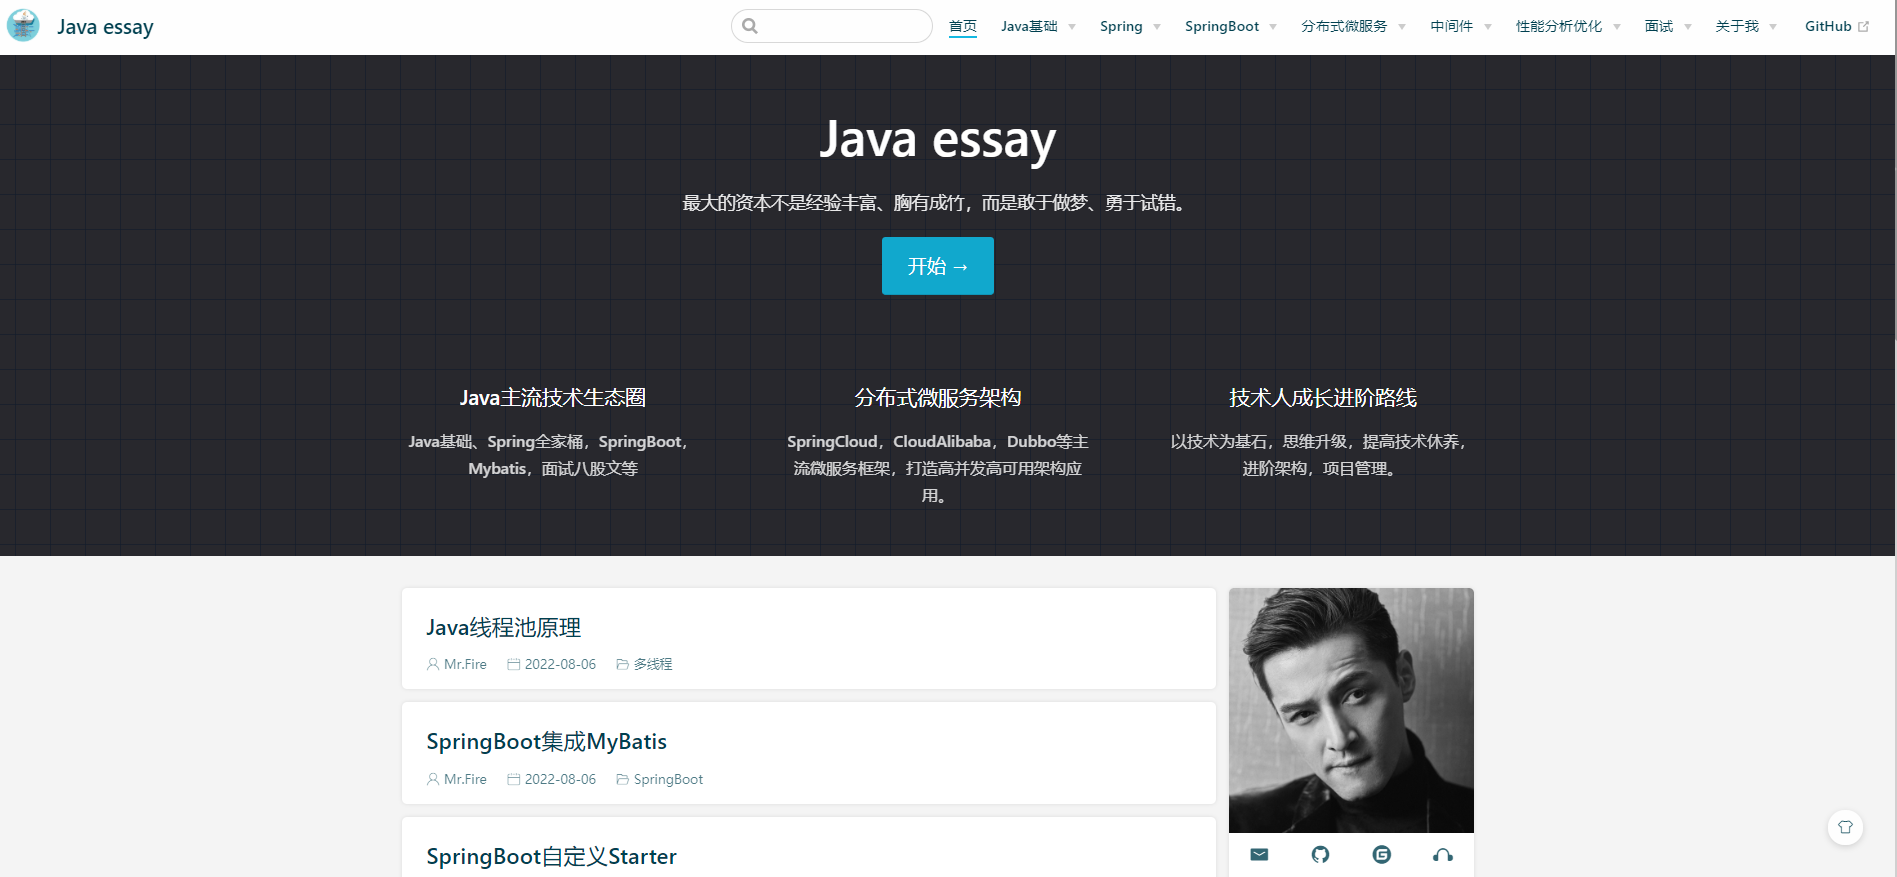 Java essay
首页 Java基础 Spring SpringBoot 分布式微服务 中间件 性能分析优化 面试 关于我 GitHub
Java essay
最大的资本不是经验丰富、胸有成竹，而是敢于做梦、勇于试错。
开始 →
Java主流技术生态圈
Java基础、Spring全家桶，SpringBoot，
Mybatis，面试八股文等
分布式微服务架构
SpringCloud，CloudAlibaba，Dubbo等主
流微服务框架，打造高并发高可用架构应
用。
技术人成长进阶路线
以技术为基石，思维升级，提高技术休养，
进阶架构，项目管理。
Java线程池原理
Mr.Fire 2022-08-06 多线程
SpringBoot集成MyBatis
Mr.Fire 2022-08-06 SpringBoot
SpringBoot自定义Starter